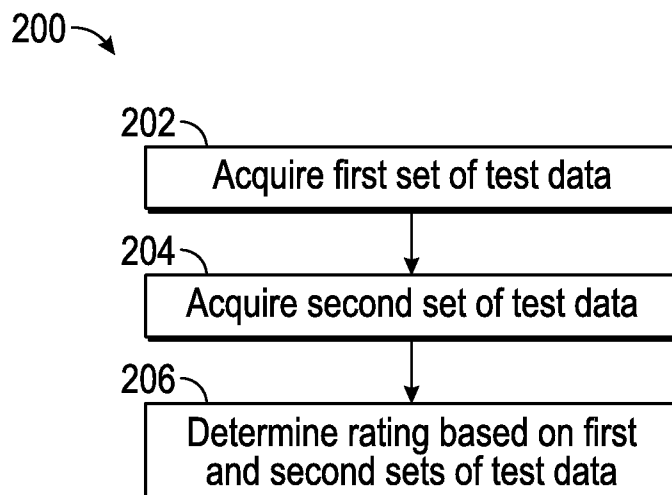 200
202
Acquire first set of test data
204
Acquire second set of test data
206
Determine rating based on first
and second sets of test data